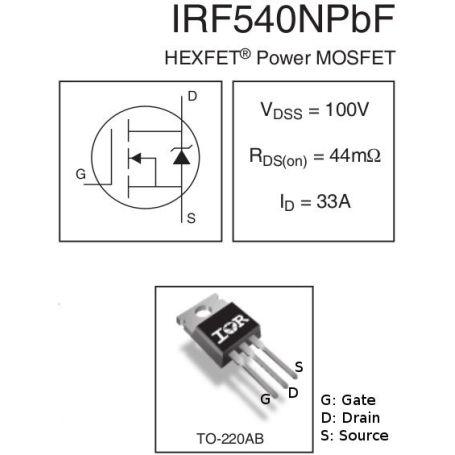 IRF540NPbF
HEXFET® Power MOSFET
D
G
S
VDSS = 100V
RDS(on) = 44mΩ
ID = 33A
IOR
S
D
G
TO-220AB
G: Gate
D: Drain
S: Source